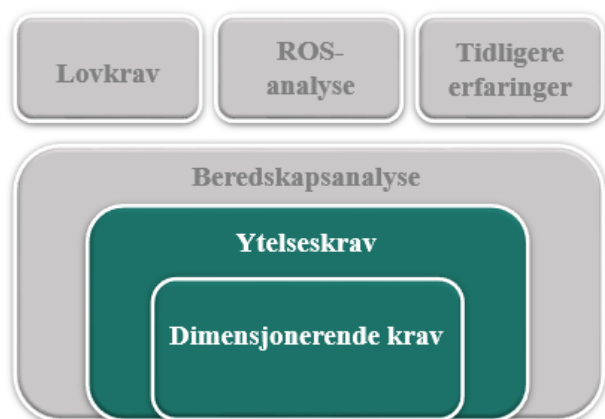 Lovkrav
ROS-
analyse
Tidligere
erfaringer
Beredskapsanalyse
Ytelseskrav
Dimensjonerende krav